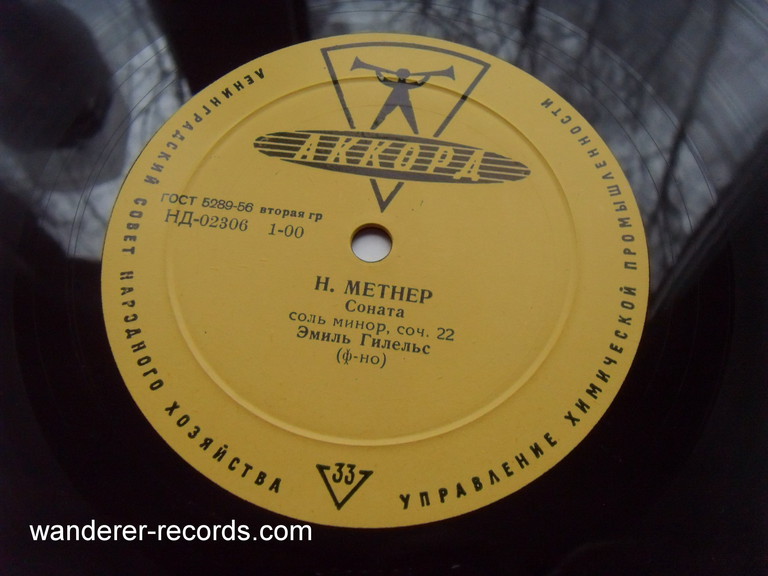 ЛЕНИНГРАДСКИЙ СОВЕТ НАРОДНОГО ХОЗЯЙСТВА
УПРАВЛЕНИЕ ХИМИЧЕСКОЙ ПРОМЫШЛЕННОСТИ
АККОРД
ГОСТ 5289-56 вторая гр
НД-02306 1-00
Н. МЕТНЕР
Соната
соль минор, соч. 22
Эмиль Гилельс
(ф-но)
33
wanderer-records.com